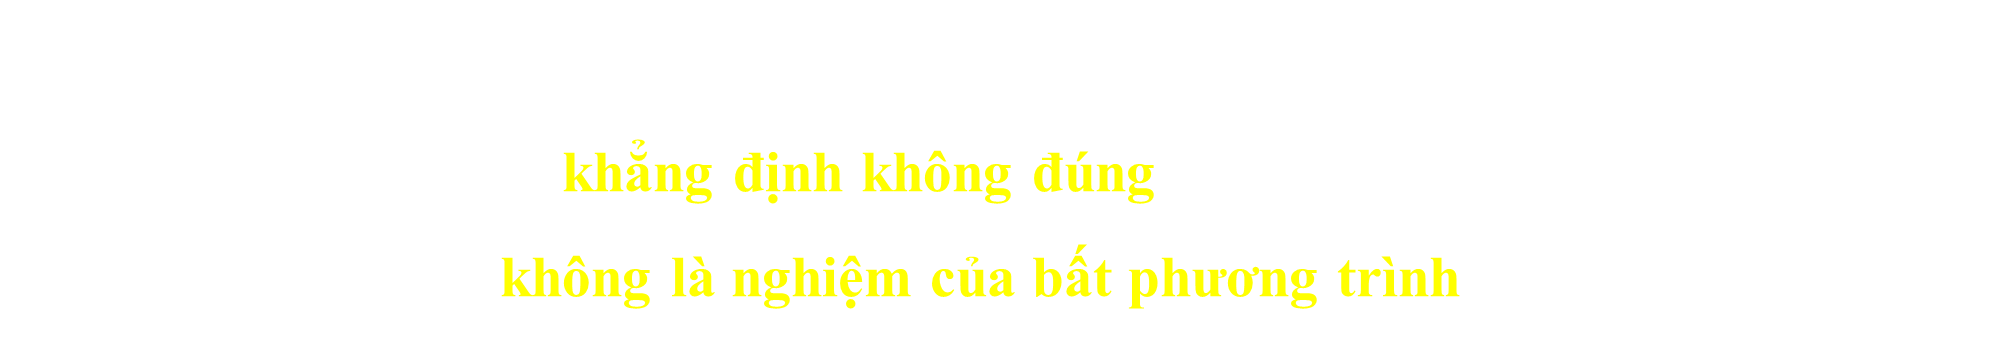 khẳng định không đúng
không là nghiệm của bất phương trình